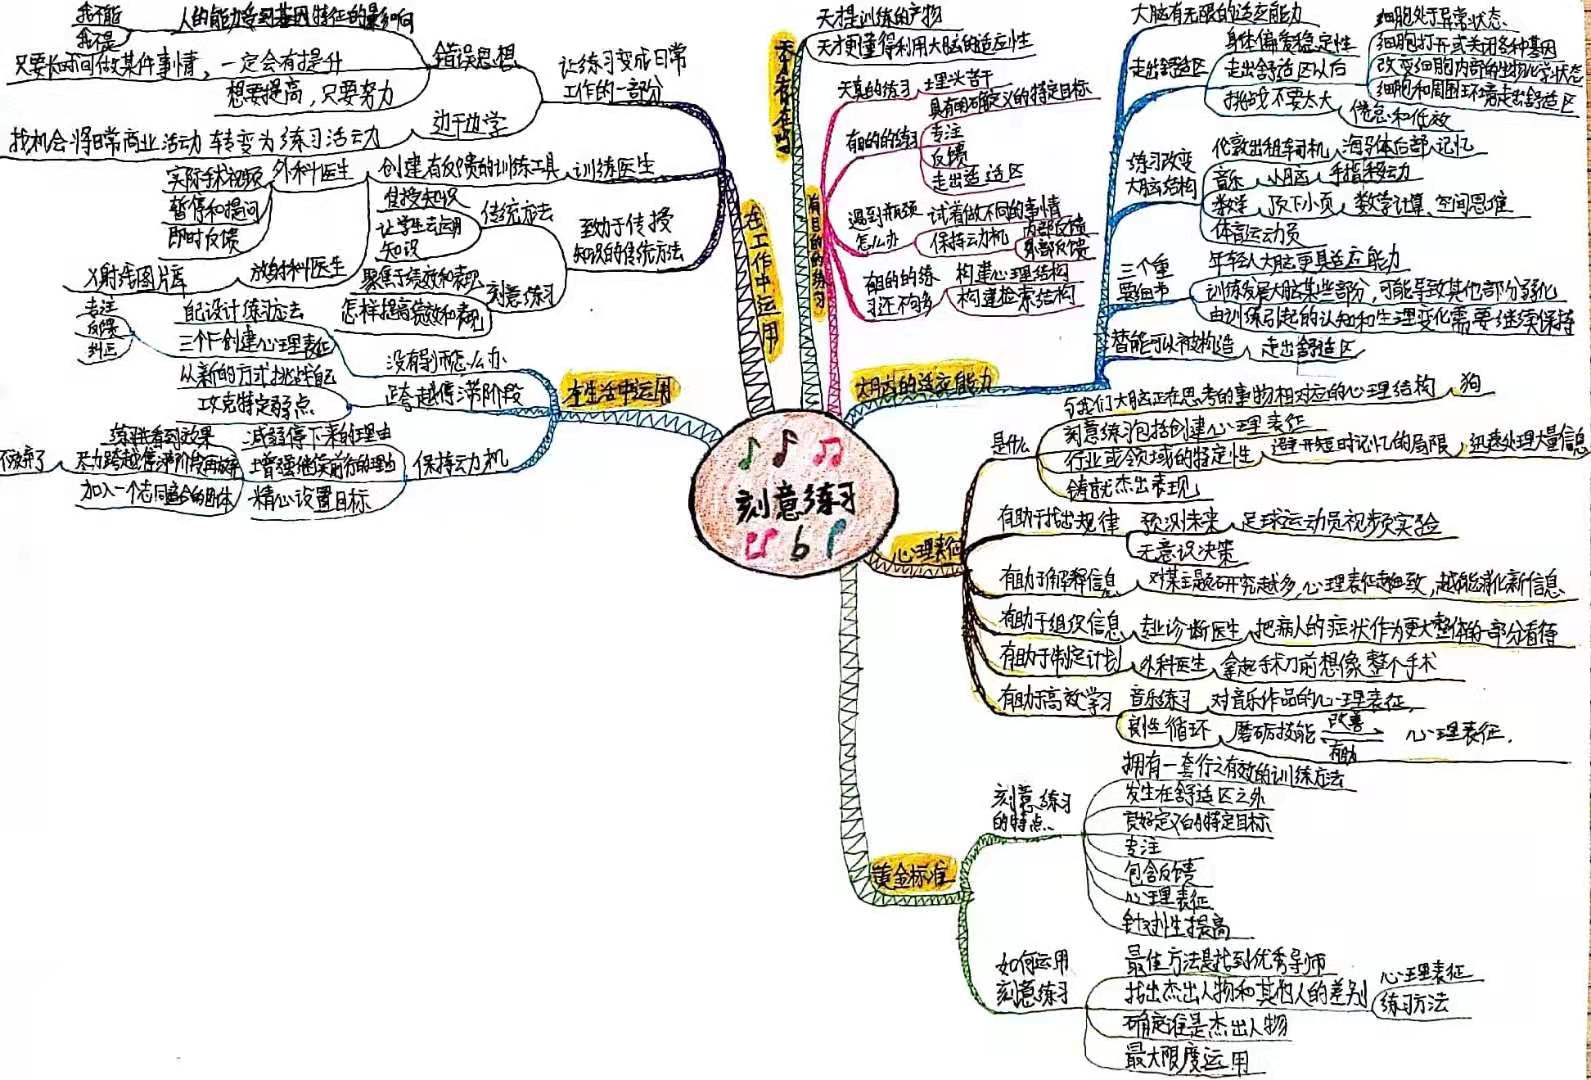 刻意练习
天才存在吗
天才是训练的产物
天才更懂得利用大脑的适应性
有目的的练习
天真的练习
埋头苦干
有目的的练
具有明确定义的特定目标
专注
反馈
走出舒适区
遇到瓶颈
怎么办
试着做不同的事情
保持动机
内部反馈
外部反馈
有目的的练
习还不够
构建心理结构
构建检索结构
大脑的适应能力
大脑有无限的适应能力
走出舒适区
身体偏爱稳定性
走出舒适区以后
细胞处于异常状态
细胞打开或关闭各种基因
改变细胞内部的生物化学状态
细胞和周围环境走出舒适区
挑战不要太大
倦怠和低效
练习改变
大脑结构
伦敦出租车司机
海马体后部
记忆
音乐
小脑
手指移动
数学
顶下小页
数学计算、空间思维
体育运动员
三个重
要细节
年轻人大脑更具适应能力
训练发展大脑某些部分,可能导致其他部分弱化
由训练引起的认知和生理变化需要继续保持
潜能可以被构造
走出舒适区
心理表征
是什么
与我们大脑正在思考的事物相对应的心理结构
狗
刻意练习包括创建心理表征
行业或领域的特定性
避开短时记忆的局限
迅速处理大量信息
铸就杰出表现
有助于找出规律
预测未来
足球运动员视频实验
无意识决策
有助于解释信息
对某主题研究越多,心理表征越细致,越能消化新信息
有助于组织信息
专业诊断医生
把病人的症状作为更大整体的一部分看待
有助于制定计划
外科医生
拿起手术刀前想像整个手术
有助于高效学习
音乐练习
对音乐作品的心理表征
良性循环
磨砺技能
改善
有助
心理表征
黄金标准
刻意练习
的特点
拥有一套行之有效的训练方法
发生在舒适区之外
良好定义的特定目标
专注
包含反馈
心理表征
针对性提高
如何运用
刻意练习
最佳方法是找到优秀导师
找出杰出人物和其他人的差别
心理表征
练习方法
确定谁是杰出人物
最大限度运用
在工作中运用
让练习变成日常
工作的一部分
错误思想
我不能
我不是
人的能力受到基因特征的影响
只要长时间做某件事情,一定会有提升
想要提高,只要努力
边干边学
找机会将日常商业活动转变为练习活动
训练医生
创建有反馈的训练工具
外科医生
实际手术视频
暂停和提问
即时反馈
放射科医生
X射线图片库
致力于传授
知识的传统方法
传统方法
传授知识
让学生去运用
知识
刻意练习
聚焦于绩效和表现
怎样提高绩效和表现
在生活中运用
没有导师怎么办
自己设计练习方法
三个F创建心理表征
专注
反馈
纠正
跨越停滞阶段
从新的方式挑战自己
攻克特定弱点
保持动机
减弱停下来的理由
增强继续前行的理由
精心设置目标
加入一个志同道合的团体